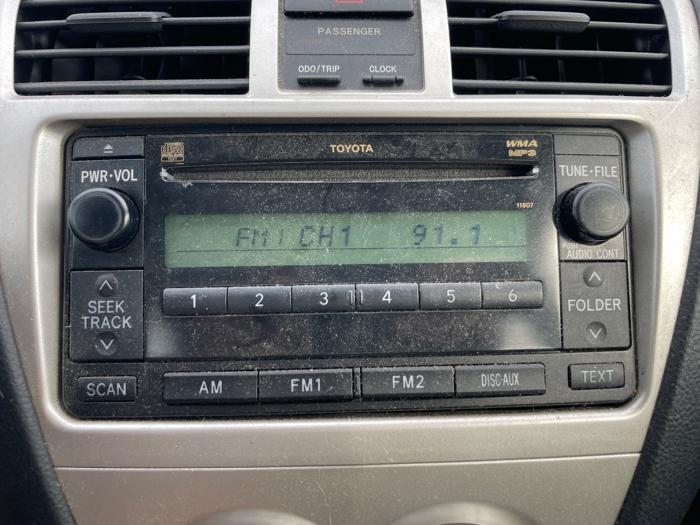 PASSENGER
ODO/TRIP CLOCK
TOYOTA WMA
MP3
PWR•VOL TUNE•FILE
11807
FM1 CH1 91.1
PUSH
AUDIO CONT
1 2 3 4 5 6
SEEK
TRACK
FOLDER
SCAN AM FM1 FM2 DISC·AUX TEXT